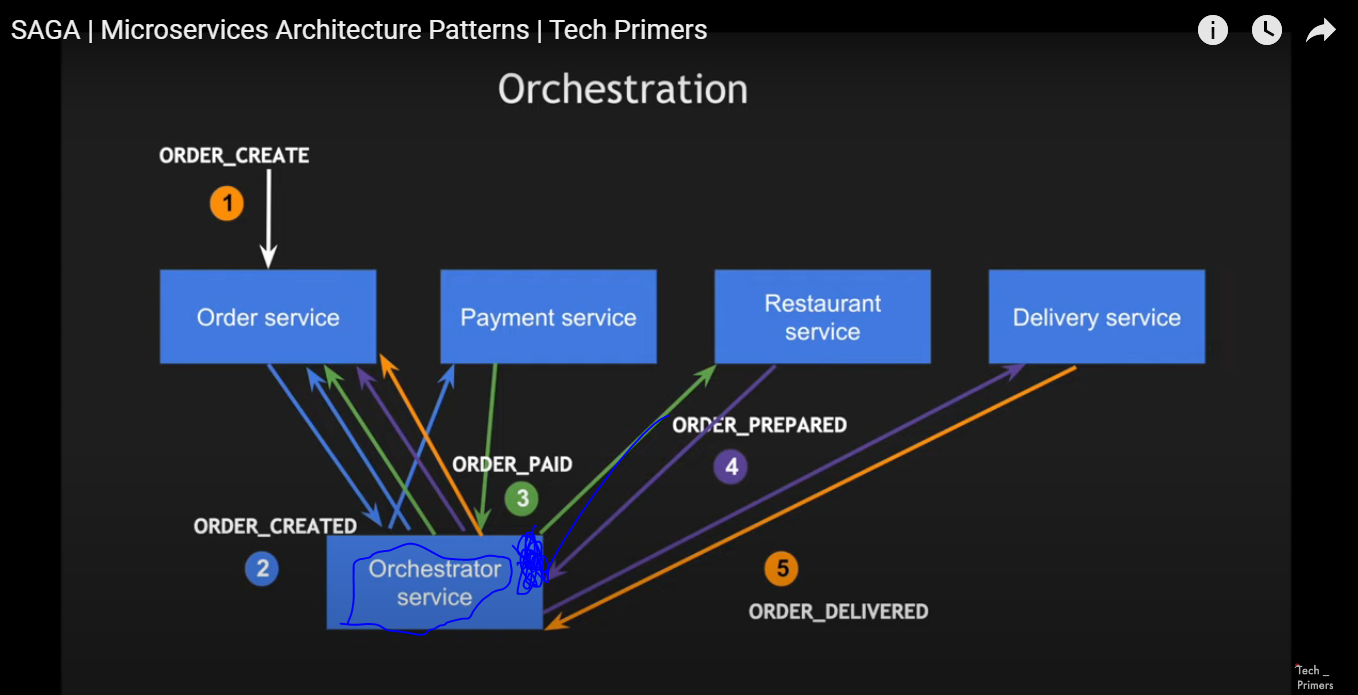 SAGA | Microservices Architecture Patterns | Tech Primers
Orchestration
ORDER_CREATE
1
Order service
Payment service
Restaurant
service
Delivery service
ORDER_PREPARED
4
ORDER_PAID
3
ORDER_CREATED
2
Orchestrator
service
5
ORDER_DELIVERED
Tech _
Primers